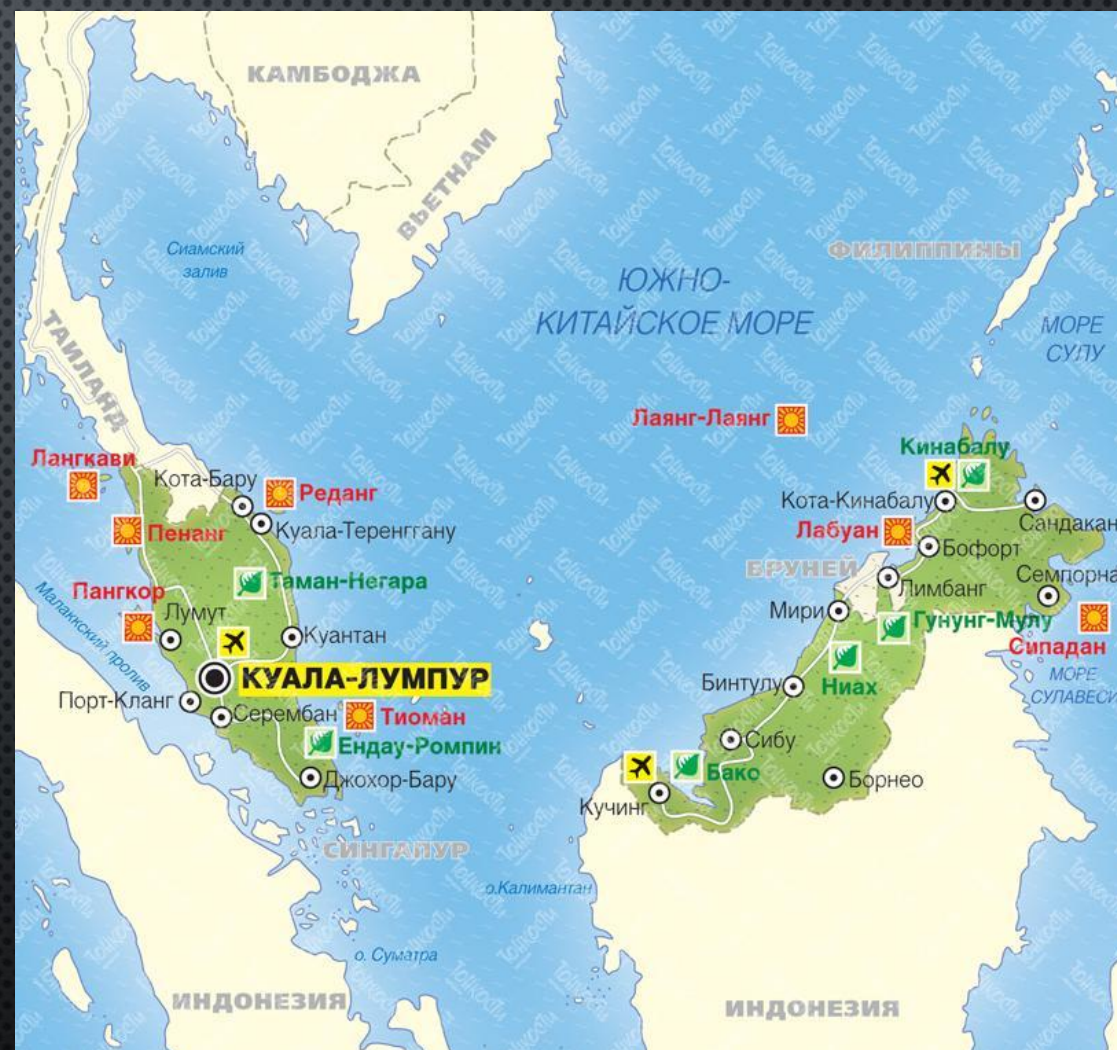 КАМБОДЖА
ВЬЕТНАМ
Сиамский
залив
ФИЛИППИНЫ
ЮЖНО-
КИТАЙСКОЕ МОРЕ
МОРЕ
СУЛУ
ТАИЛАНД
Лаянг-Лаянг
Лангкави
Кинабалу
Кота-Бару
Реданг
Кота-Кинабалу
Сандакан
Пенанг
Куала-Теренггану
Лабуан
Бофорт
БРУНЕЙ
Таман-Негара
Лимбанг
Семпорна
Пангкор
Лумут
Мири
Гунунг-Мулу
Малаккский пролив
Куантан
Сипадан
КУАЛА-ЛУМПУР
Бинтулу
Ниах
МОРЕ
СУЛАВЕСИ
Порт-Кланг
Серембан
Тиоман
Ендау-Ромпин
Сибу
Бако
Джохор-Бару
Борнео
Кучинг
СИНГАПУР
о.Калимантан
о. Суматра
ИНДОНЕЗИЯ
ИНДОНЕЗИЯ